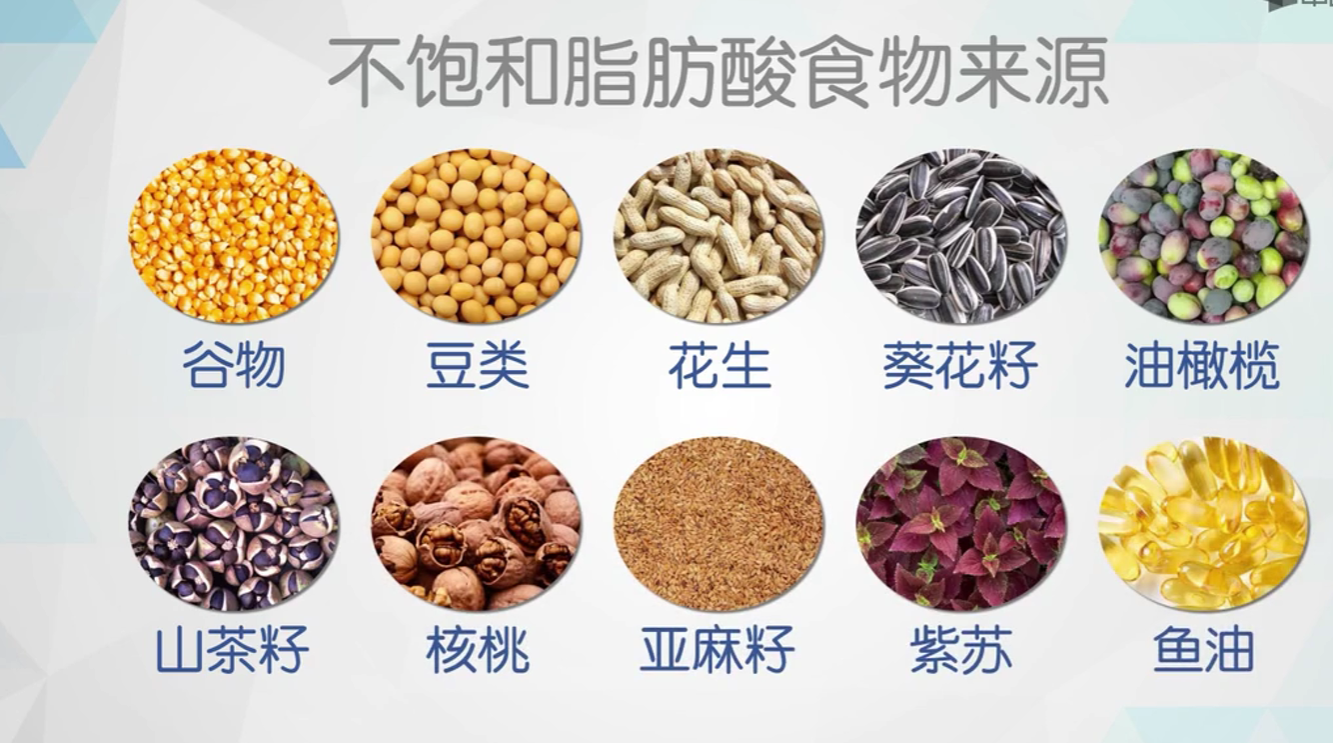 不饱和脂肪酸食物来源
谷物 豆类 花生 葵花籽 油橄榄
山茶籽 核桃 亚麻籽 紫苏 鱼油